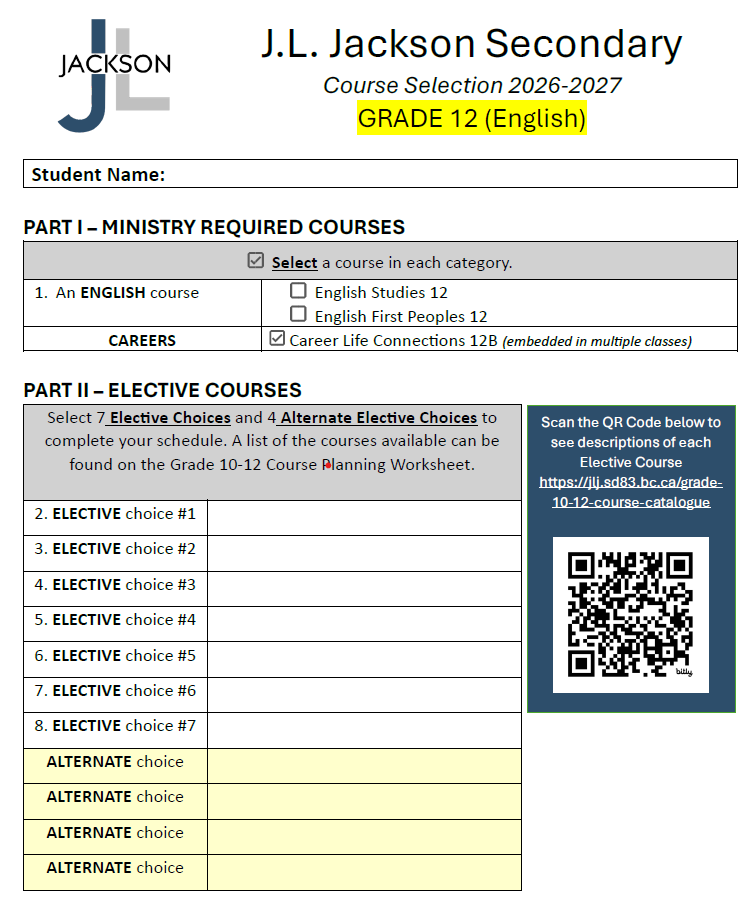 JACKSON
J.L. Jackson Secondary
Course Selection 2026-2027
GRADE 12 (English)
Student Name:
PART I – MINISTRY REQUIRED COURSES
Select a course in each category.
1. An ENGLISH course
English Studies 12
English First Peoples 12
CAREERS
Career Life Connections 12B (embedded in multiple classes)
PART II – ELECTIVE COURSES
Select 7 Elective Choices and 4 Alternate Elective Choices to
complete your schedule. A list of the courses available can be
found on the Grade 10-12 Course Planning Worksheet.
Scan the QR Code below to
see descriptions of each
Elective Course
https://jlj.sd83.bc.ca/grade-
10-12-course-catalogue
bitly
2. ELECTIVE choice #1
3. ELECTIVE choice #2
4. ELECTIVE choice #3
5. ELECTIVE choice #4
6. ELECTIVE choice #5
7. ELECTIVE choice #6
8. ELECTIVE choice #7
ALTERNATE choice
ALTERNATE choice
ALTERNATE choice
ALTERNATE choice